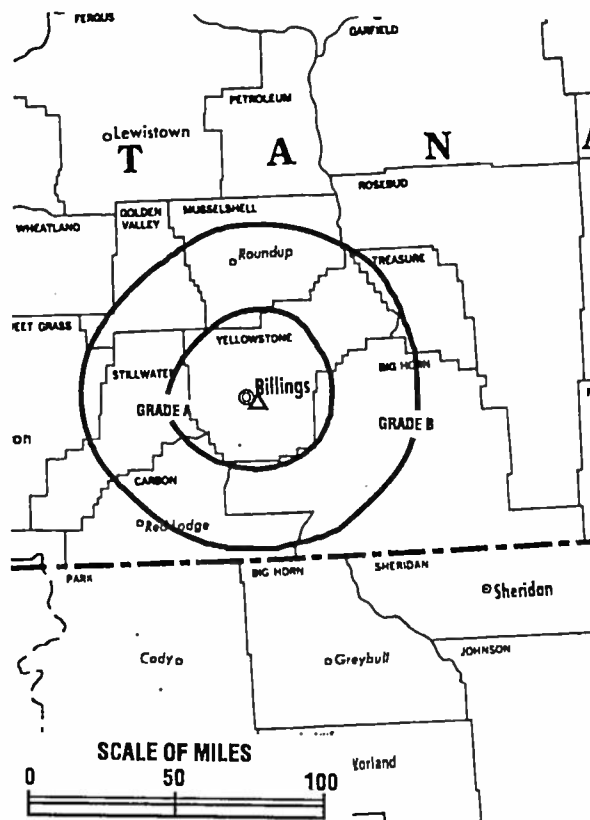 FERGUS
GARFIELD
PETROLEUM
Lewistown
T A N
ROSEBUD
GOLDEN
VALLEY
MUSSELSHELL
WHEATLAND
Roundup
TREASURE
EET GRASS
YELLOWSTONE
STILLWATER
BIG HORN
Billings
GRADE A
GRADE B
on
CARBON
Red Lodge
PARK
BIG HORN
SHERIDAN
Sheridan
Cody
Greybull
JOHNSON
SCALE OF MILES
0 50 100